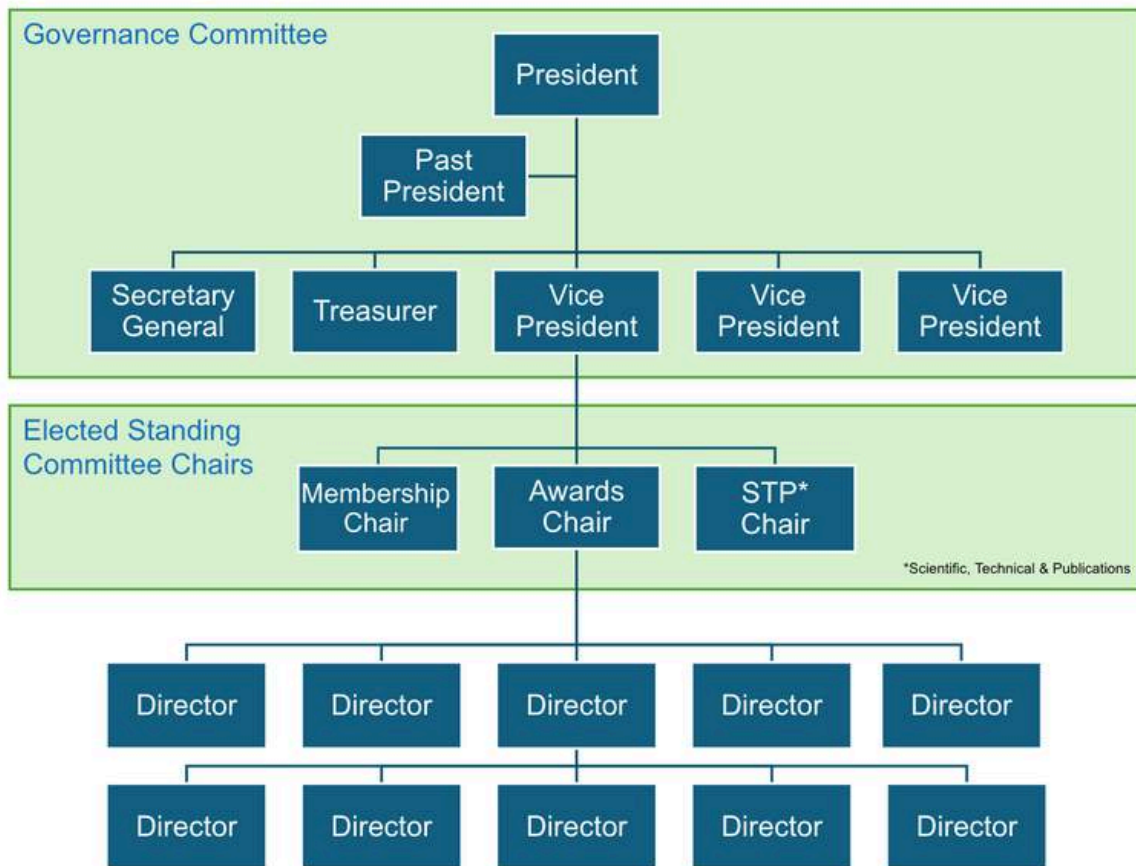 Governance Committee
President
Past
President
Secretary
General
Treasurer
Vice
President
Vice
President
Vice
President
Elected Standing
Committee Chairs
Membership
Chair
Awards
Chair
STP*
Chair
*Scientific, Technical & Publications
Director
Director
Director
Director
Director
Director
Director
Director
Director
Director